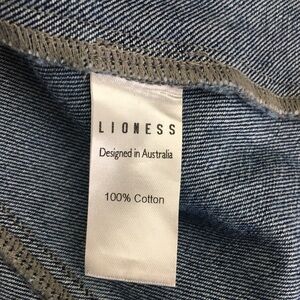 LIONESS
Designed in Australia
100% Cotton